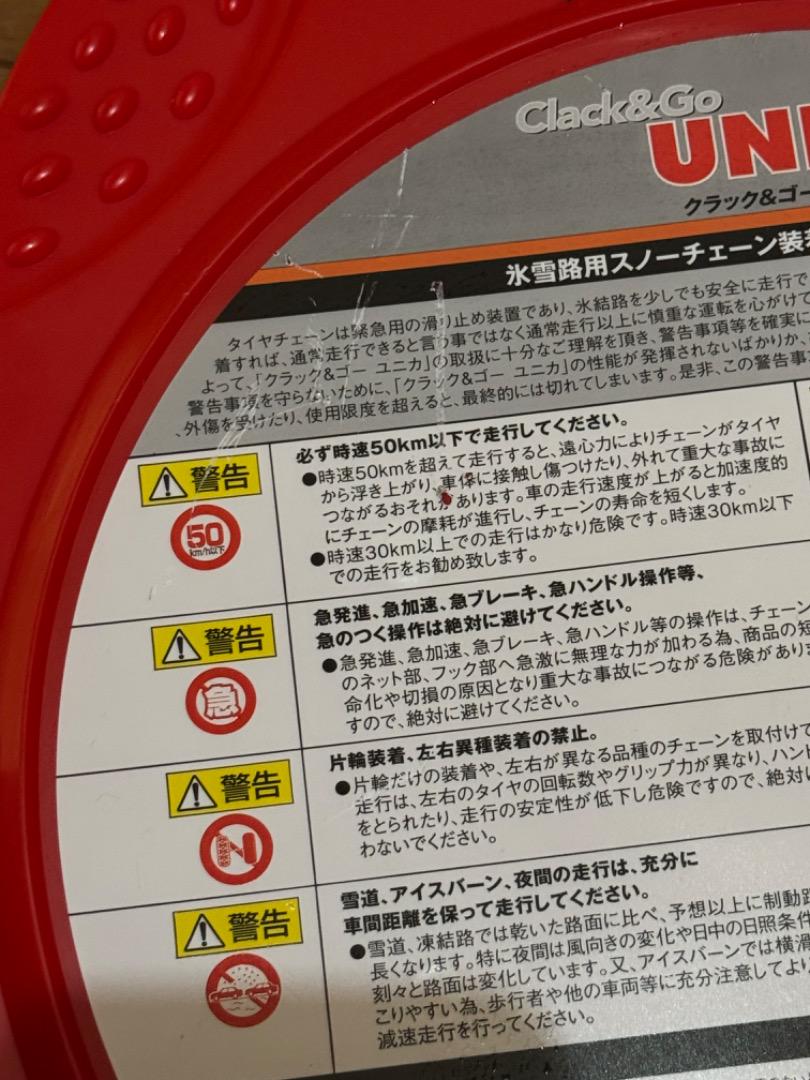 Clack&Go
UNI
クラック&ゴー
氷雪路用スノーチェーン装着
タイヤチェーンは緊急用の滑り止め装置であり、氷結路を少しでも安全に走行で
着すれば、通常走行できると言う事ではなく通常走行以上に慎重な運転を心がけて
よって、「クラック&ゴー ユニカ」の取扱に十分なご理解を頂き、警告事項等を確実に
警告事項を守らないために、「クラック&ゴー ユニカ」の性能が発揮されないばかりか、
、外傷を受けたり、使用限度を超えると、最終的には切れてしまいます。是非、この警告事
警告
50
km/h以下
必ず時速50km以下で走行してください。
●時速50kmを超えて走行すると、遠心力によりチェーンがタイヤ
から浮き上がり、車体に接触し傷つけたり、外れて重大な事故に
つながるおそれがあります。車の走行速度が上がると加速度的
にチェーンの摩耗が進行し、チェーンの寿命を短くします。
●時速30km以上での走行はかなり危険です。時速30km以下
での走行をお勧め致します。
警告
急
急発進、急加速、急ブレーキ、急ハンドル操作等、
急のつく操作は絶対に避けてください。
●急発進、急加速、急ブレーキ、急ハンドル等の操作は、チェーン
のネット部、フック部へ急激に無理な力が加わる為、商品の短
命化や切損の原因となり重大な事故につながる危険がありま
すので、絶対に避けてください。
警告
片輪装着、左右異種装着の禁止。
●片輪だけの装着や、左右が異なる品種のチェーンを取付けて
走行は、左右のタイヤの回転数やグリップ力が異なり、ハンド
をとられたり、走行の安定性が低下し危険ですので、絶対に
わないでください。
警告
雪道、アイスバーン、夜間の走行は、充分に
車間距離を保って走行してください。
●雪道、凍結路では乾いた路面に比べ、予想以上に制動距
長くなります。特に夜間は風向きの変化や日中の日照条件
刻々と路面は変化しています。又、アイスバーンでは横滑
こりやすい為、歩行者や他の車両等に充分注意してより
減速走行を行ってください。